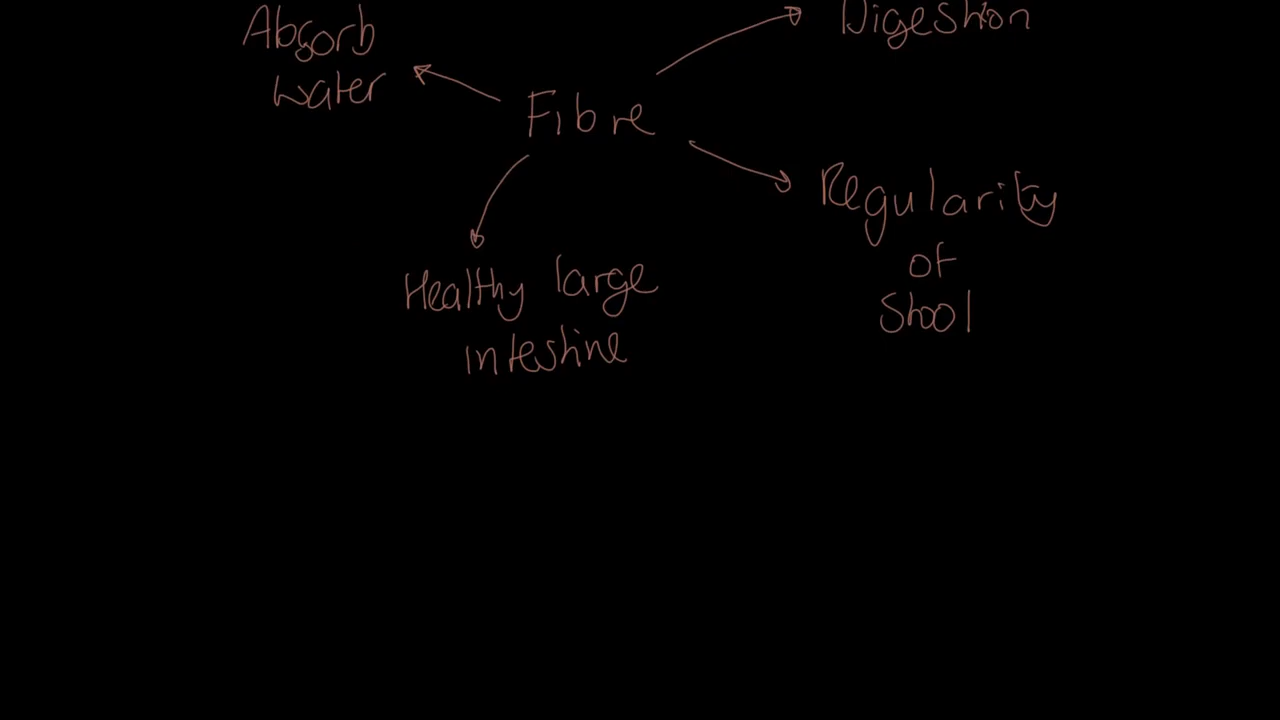 Absorb
water
Digestion
Fibre
Regularity
of
Stool
Healthy large
intestine